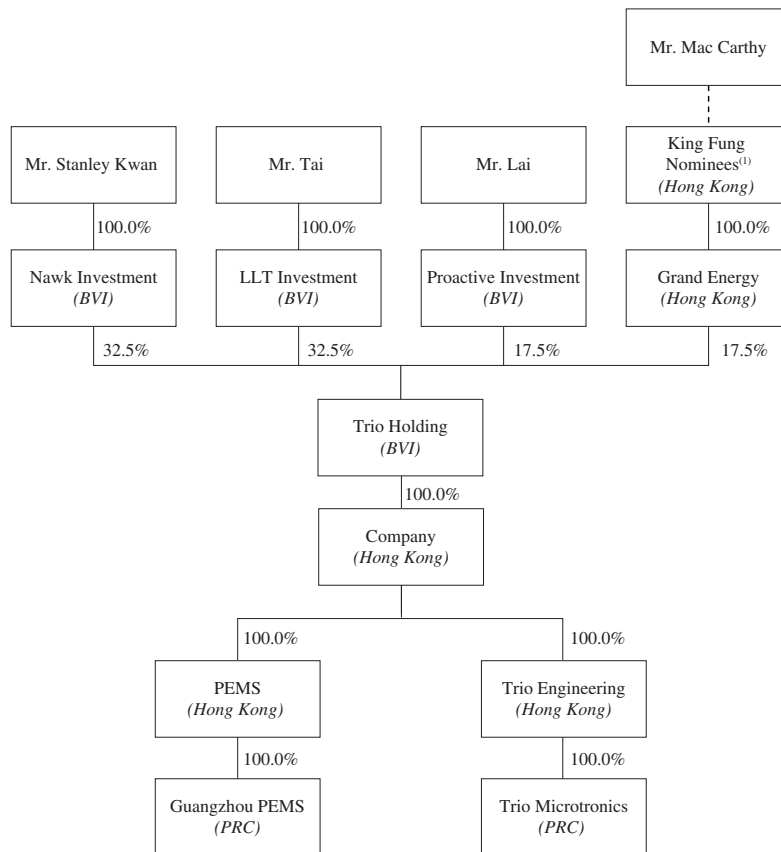 Mr. Mac Carthy
Mr. Stanley Kwan
Mr. Tai
Mr. Lai
King Fung
Nominees(1)
(Hong Kong)
100.0%
100.0%
100.0%
100.0%
Nawk Investment
(BVI)
LLT Investment
(BVI)
Proactive Investment
(BVI)
Grand Energy
(Hong Kong)
32.5%
32.5%
17.5%
17.5%
Trio Holding
(BVI)
100.0%
Company
(Hong Kong)
100.0%
100.0%
PEMS
(Hong Kong)
Trio Engineering
(Hong Kong)
100.0%
100.0%
Guangzhou PEMS
(PRC)
Trio Microtronics
(PRC)